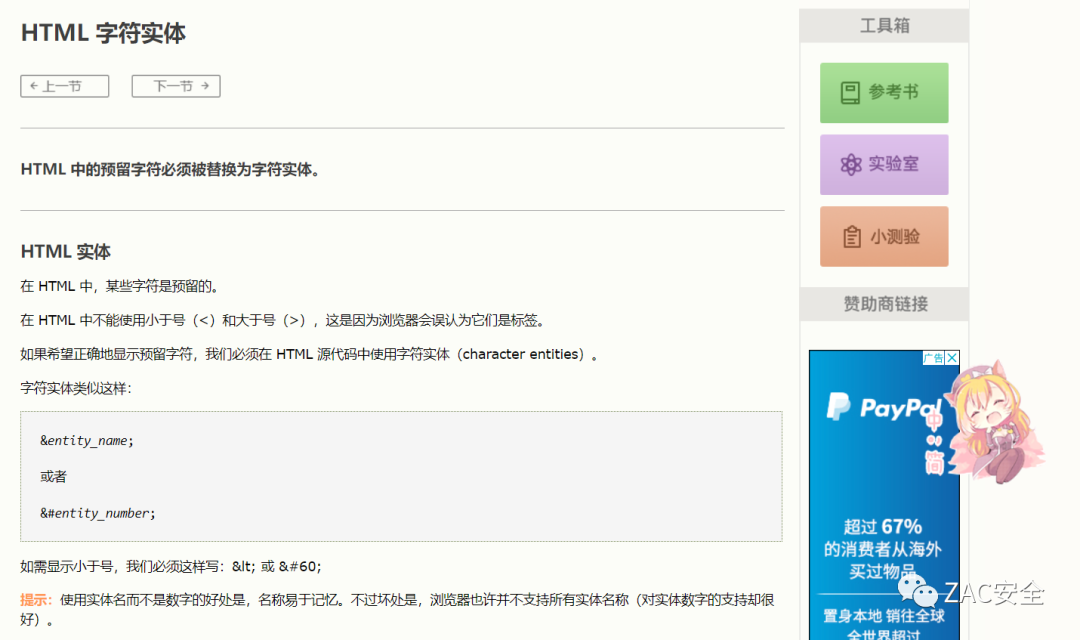 HTML 字符实体
← 上一节
下一节 →
HTML 中的预留字符必须被替换为字符实体。
HTML 实体
在 HTML 中，某些字符是预留的。
在 HTML 中不能使用小于号（<）和大于号（>），这是因为浏览器会误认为它们是标签。
如果希望正确地显示预留字符，我们必须在 HTML 源代码中使用字符实体（character entities）。
字符实体类似这样：
&entity_name;
或者
&#entity_number;
如需显示小于号，我们必须这样写：&lt; 或 &#60;
提示：使用实体名而不是数字的好处是，名称易于记忆。不过坏处是，浏览器也许并不支持所有实体名称（对实体数字的支持却很
好）。
工具箱
参考书
实验室
小测验
赞助商链接
广告
PayPal
中
简
超过 67%
的消费者从海外
买过物品
置身本地 销往全球
全世界超过
ZAC安全